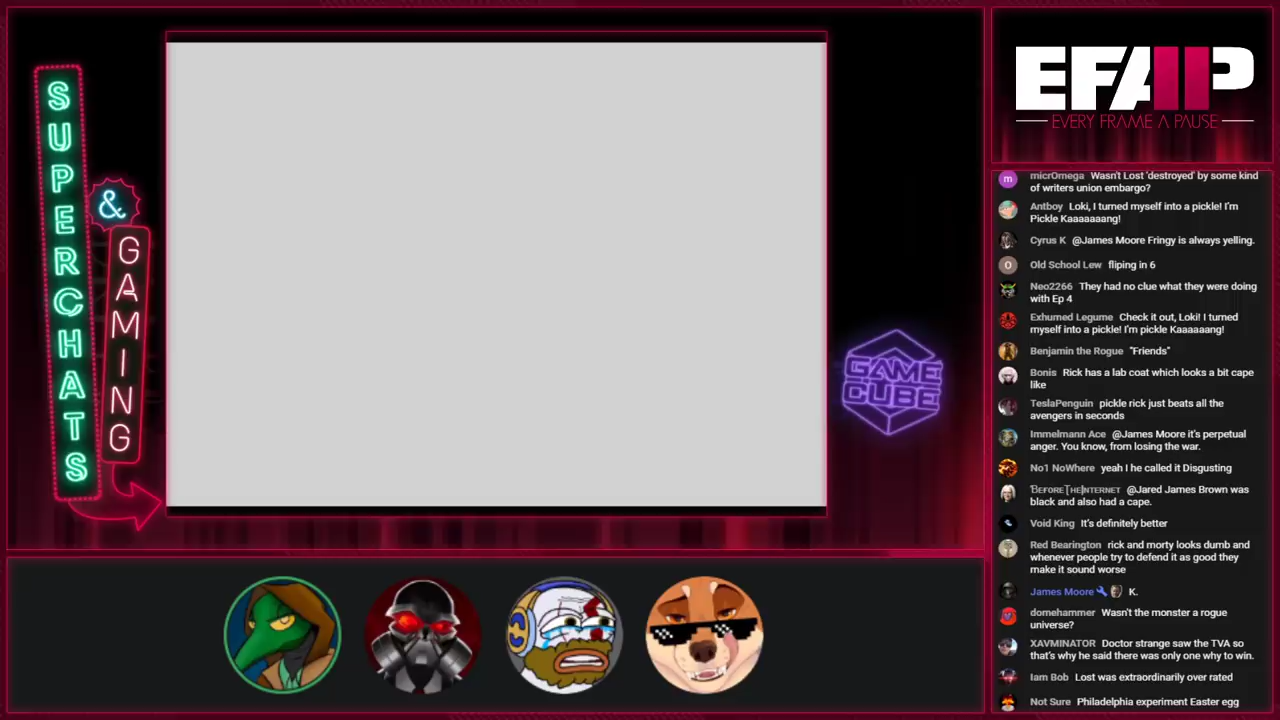 SUPERCHATS
&
GAMING
GAME
CUBE
EFAP
EVERY FRAME A PAUSE
micrOmega Wasn't Lost 'destroyed' by some kind
of writers union embargo?
Antboy Loki, I turned myself into a pickle! I'm
Pickle Kaaaaaang!
Cyrus K @James Moore Fringy is always yelling.
Old School Lew fliping in 6
Neo2266 They had no clue what they were doing
with Ep 4
Exhumed Legume Check it out, Loki! I turned
myself into a pickle! I'm pickle Kaaaaaang!
Benjamin the Rogue "Friends"
Bonis Rick has a lab coat which looks a bit cape
like
TeslaPenguin pickle rick just beats all the
avengers in seconds
Immelmann Ace @James Moore it's perpetual
anger. You know, from losing the war.
No1 NoWhere yeah I he called it Disgusting
BeforeTheInternet @Jared James Brown was
black and also had a cape.
Void King It's definitely better
Red Bearington rick and morty looks dumb and
whenever people try to defend it as good they
make it sound worse
James Moore K.
domehammer Wasn't the monster a rogue
universe?
XAVMINATOR Doctor strange saw the TVA so
that's why he said there was only one why to win.
Iam Bob Lost was extraordinarily over rated
Not Sure Philadelphia experiment Easter egg